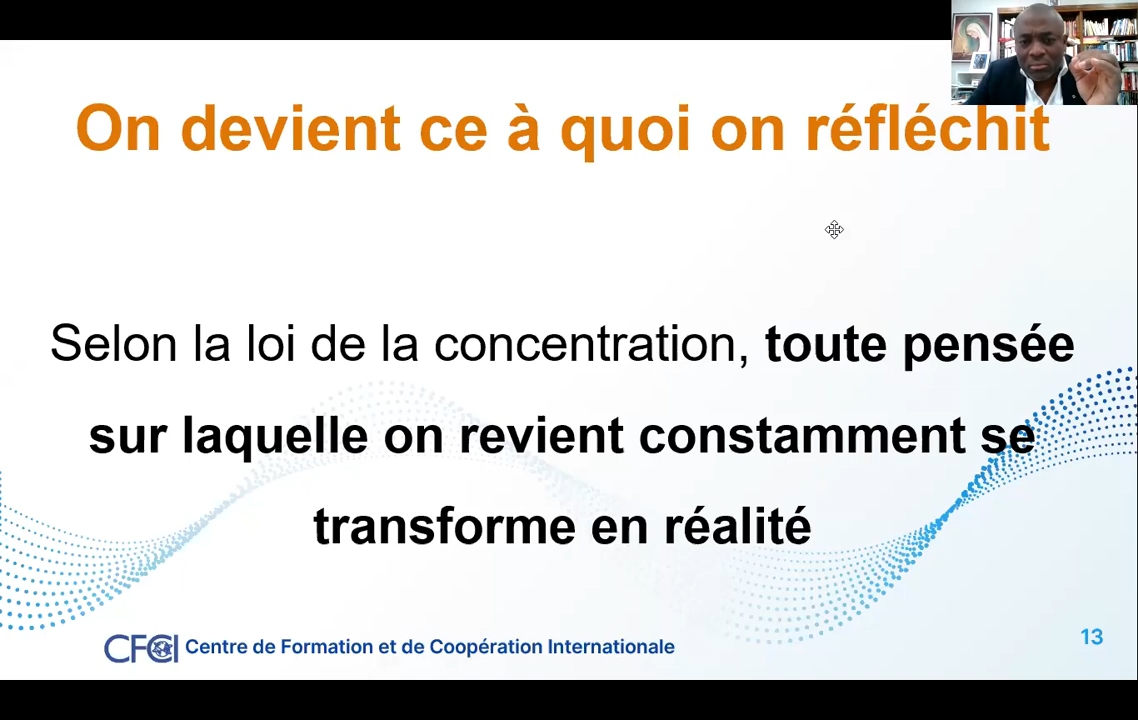 On devient ce à quoi on réfléchit
Selon la loi de la concentration, toute pensée
sur laquelle on revient constamment se
transforme en réalité
CFCI Centre de Formation et de Coopération Internationale
13